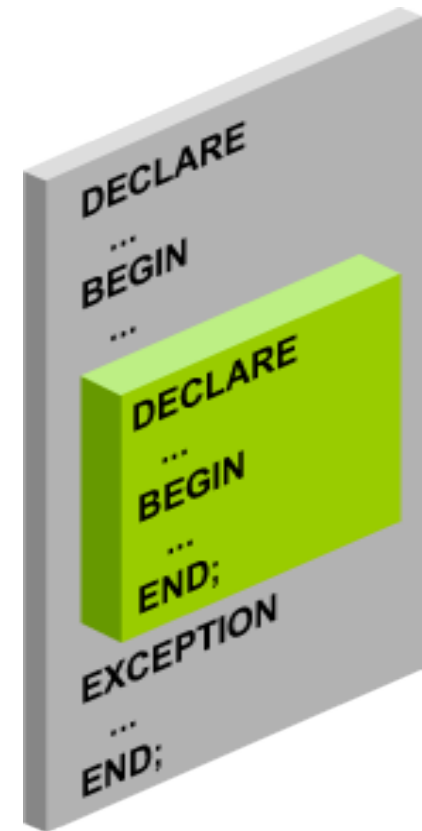 DECLARE
...
BEGIN
...
DECLARE
...
BEGIN
...
END;
EXCEPTION
...
END;